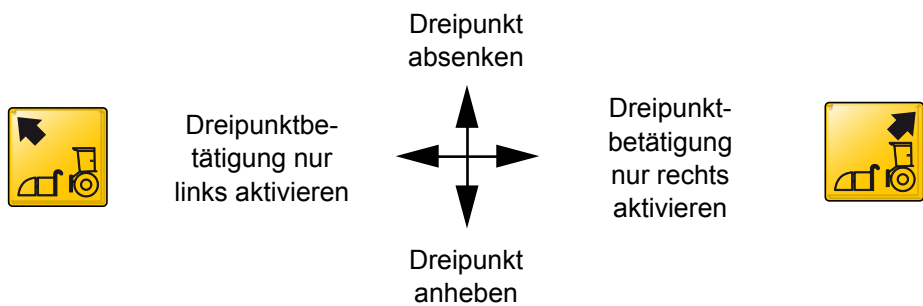 Dreipunkt
absenken
Dreipunktbe-
tätigung nur
links aktivieren
Dreipunkt-
betätigung
nur rechts
aktivieren
Dreipunkt
anheben